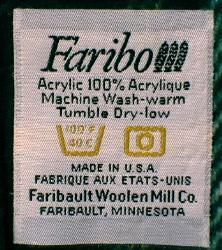 Faribo
Acrylic 100% Acrylique
Machine Wash-warm
Tumble Dry-low
100 F
40 C
MADE IN U.S.A.
FABRIQUE AUX ETATS-UNIS
Faribault Woolen Mill Co.
FARIBAULT, MINNESOTA